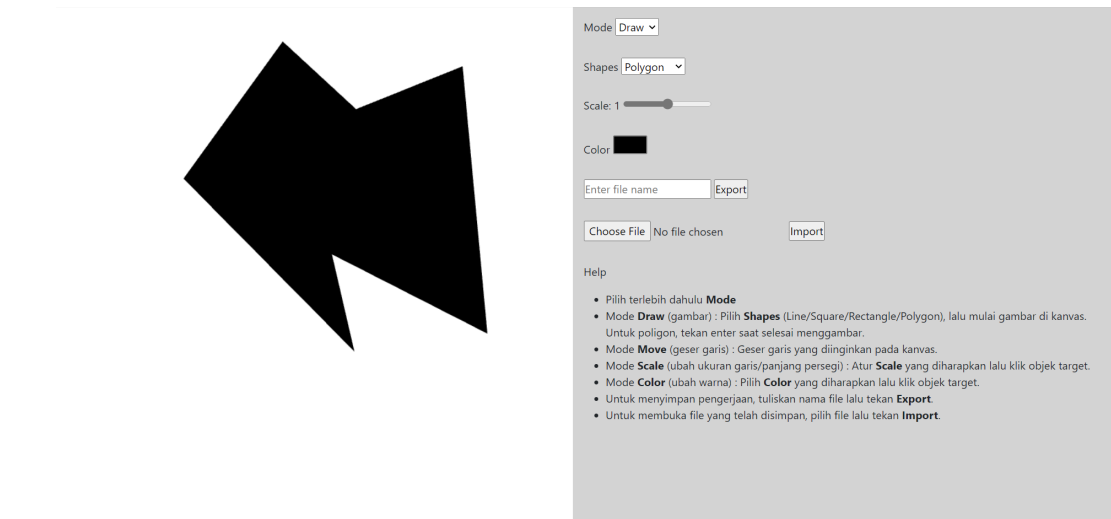 Mode Draw
Shapes Polygon
Scale: 1
Color
Enter file name Export
Choose File No file chosen Import
Help
• Pilih terlebih dahulu Mode
• Mode Draw (gambar) : Pilih Shapes (Line/Square/Rectangle/Polygon), lalu mulai gambar di kanvas.
Untuk poligon, tekan enter saat selesai menggambar.
• Mode Move (geser garis) : Geser garis yang diinginkan pada kanvas.
• Mode Scale (ubah ukuran garis/panjang persegi) : Atur Scale yang diharapkan lalu klik objek target.
• Mode Color (ubah warna) : Pilih Color yang diharapkan lalu klik objek target.
• Untuk menyimpan pengerjaan, tuliskan nama file lalu tekan Export.
• Untuk membuka file yang telah disimpan, pilih file lalu tekan Import.